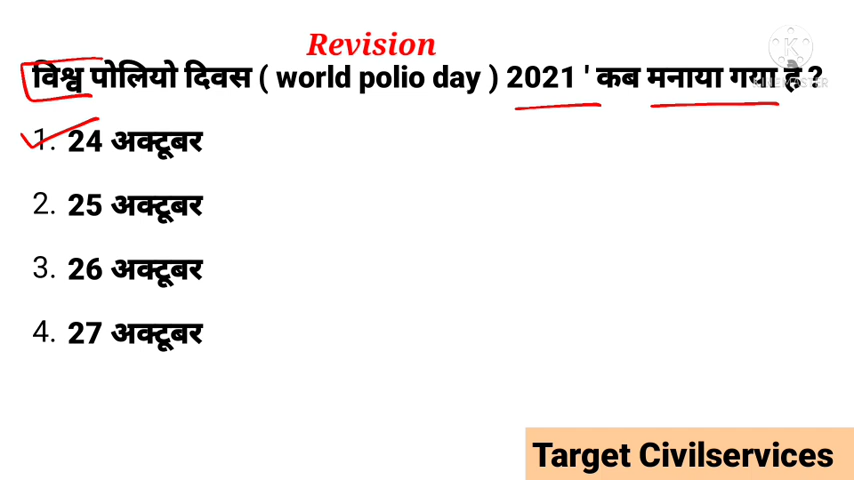 Revision
विश्व पोलियो दिवस ( world polio day ) 2021 ' कब मनाया गया है ?
1. 24 अक्टूबर
2. 25 अक्टूबर
3. 26 अक्टूबर
4. 27 अक्टूबर
Target Civilservices